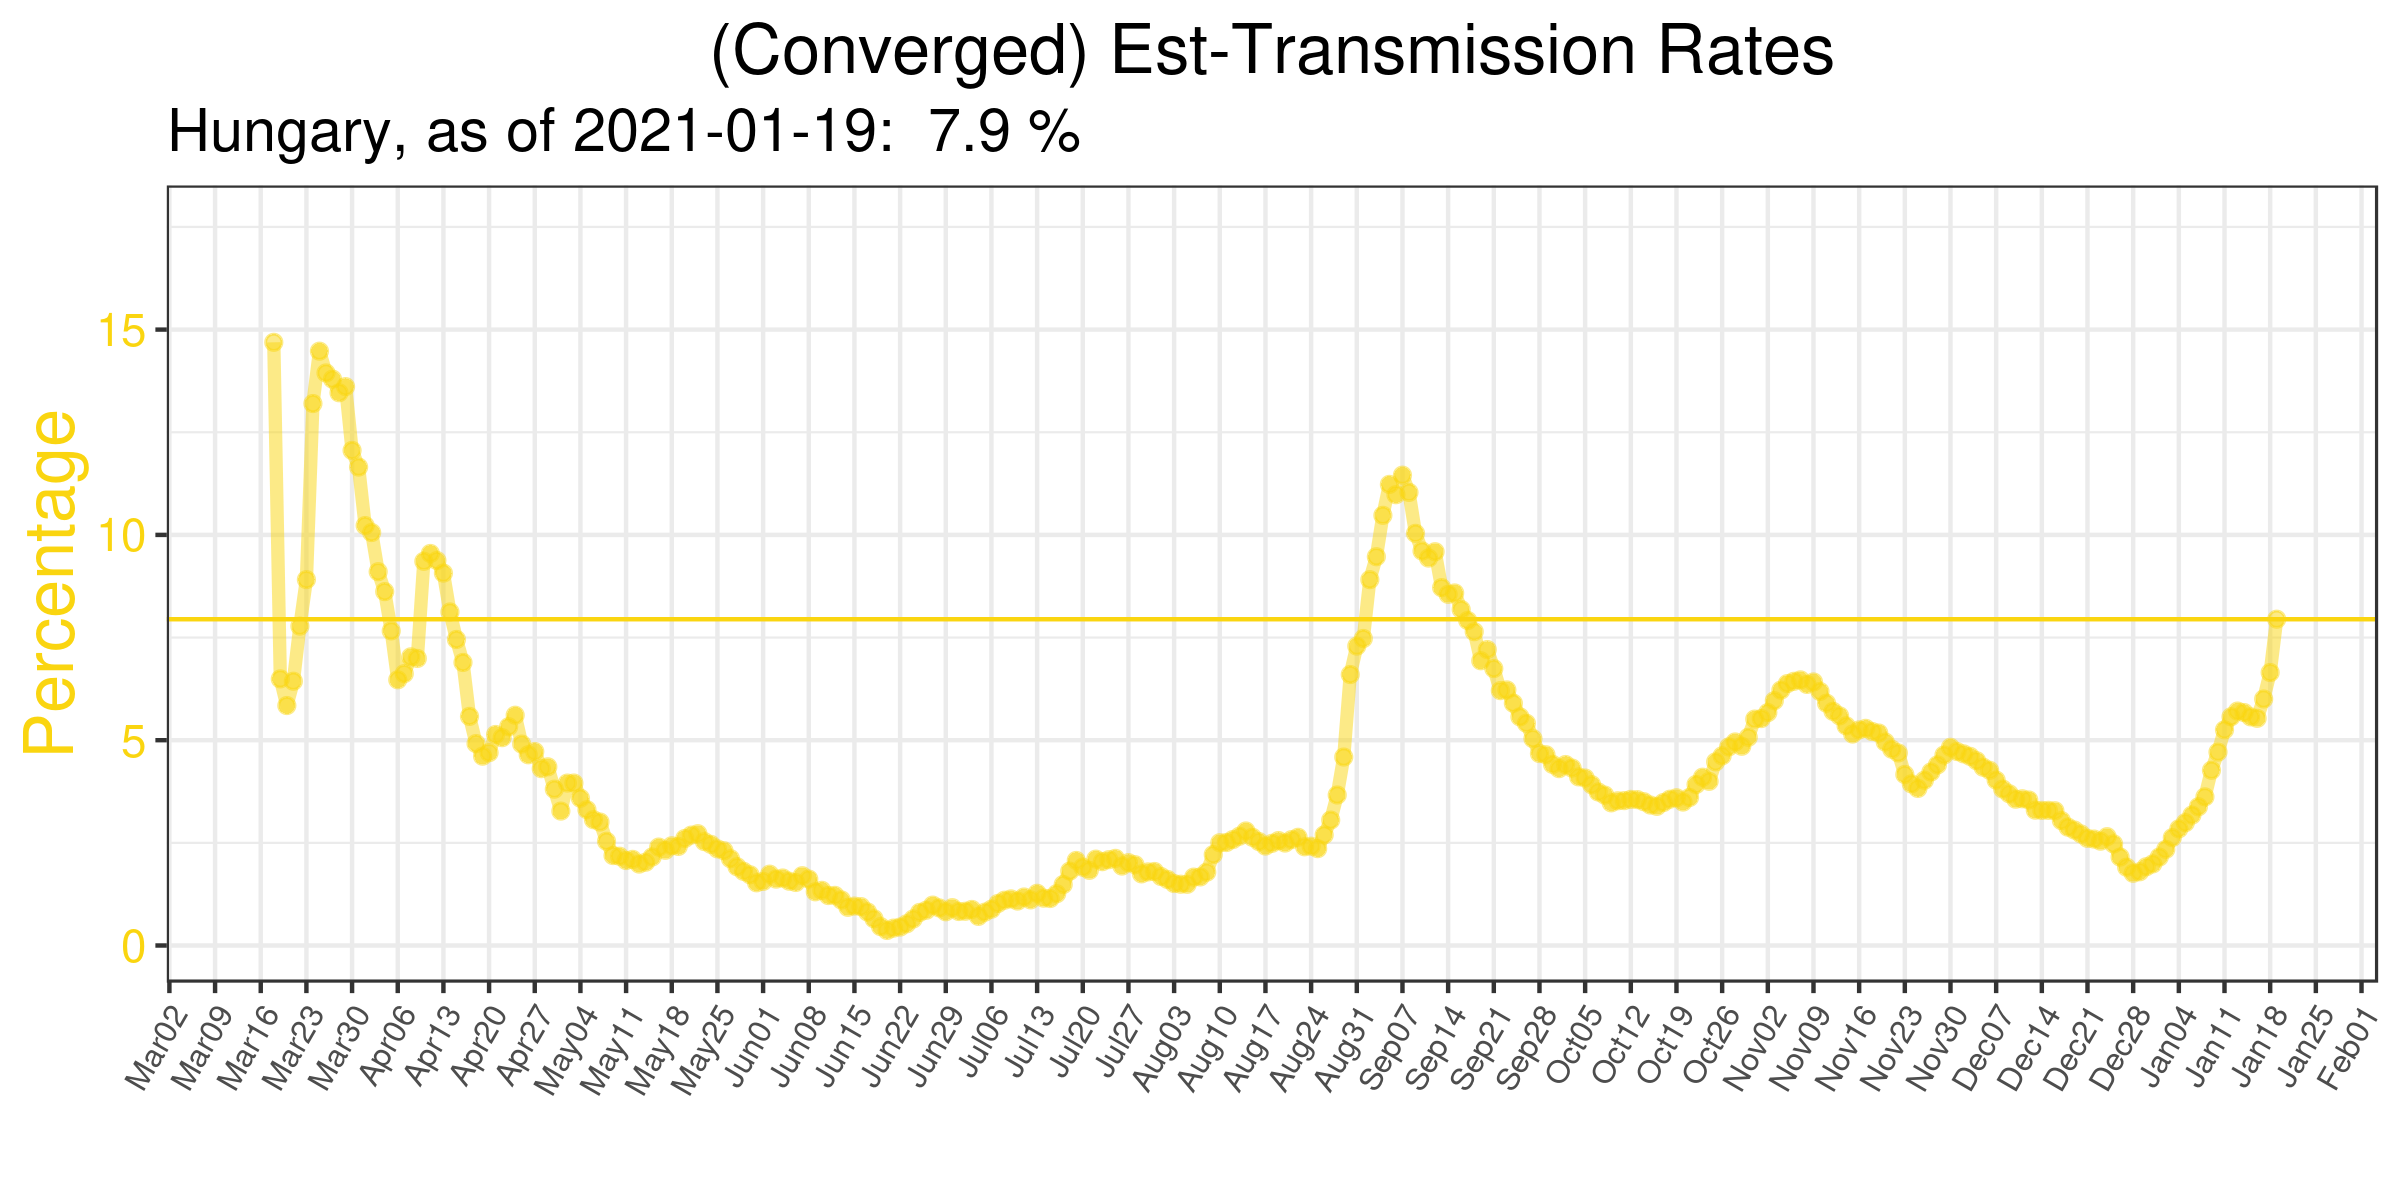 (Converged) Est-Transmission Rates
Hungary, as of 2021-01-19:  7.9 %
Percentage
15
10
5
0
Mar02
Mar09
Mar16
Mar23
Mar30
Apr06
Apr13
Apr20
Apr27
May04
May11
May18
May25
Jun01
Jun08
Jun15
Jun22
Jun29
Jul06
Jul13
Jul20
Jul27
Aug03
Aug10
Aug17
Aug24
Aug31
Sep07
Sep14
Sep21
Sep28
Oct05
Oct12
Oct19
Oct26
Nov02
Nov09
Nov16
Nov23
Nov30
Dec07
Dec14
Dec21
Dec28
Jan04
Jan11
Jan18
Jan25
Feb01